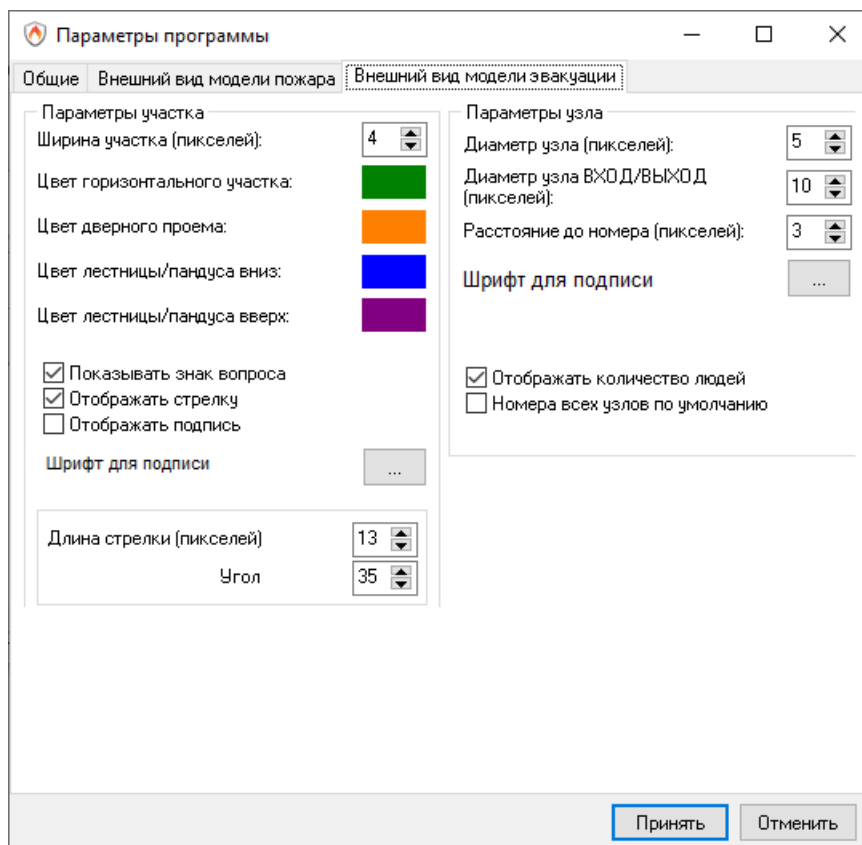 Параметры программы
Общие
Внешний вид модели пожара
Внешний вид модели эвакуации
Параметры участка
Ширина участка (пикселей):
4
Цвет горизонтального участка:
Цвет дверного проема:
Цвет лестницы/пандуса вниз:
Цвет лестницы/пандуса вверх:
Показывать знак вопроса
Отображать стрелку
Отображать подпись
Шрифт для подписи
...
Длина стрелки (пикселей)
13
Угол
35
Параметры узла
Диаметр узла (пикселей):
5
Диаметр узла ВХОД/ВЫХОД
(пикселей):
10
Расстояние до номера (пикселей):
3
Шрифт для подписи
...
Отображать количество людей
Номера всех узлов по умолчанию
Принять
Отменить